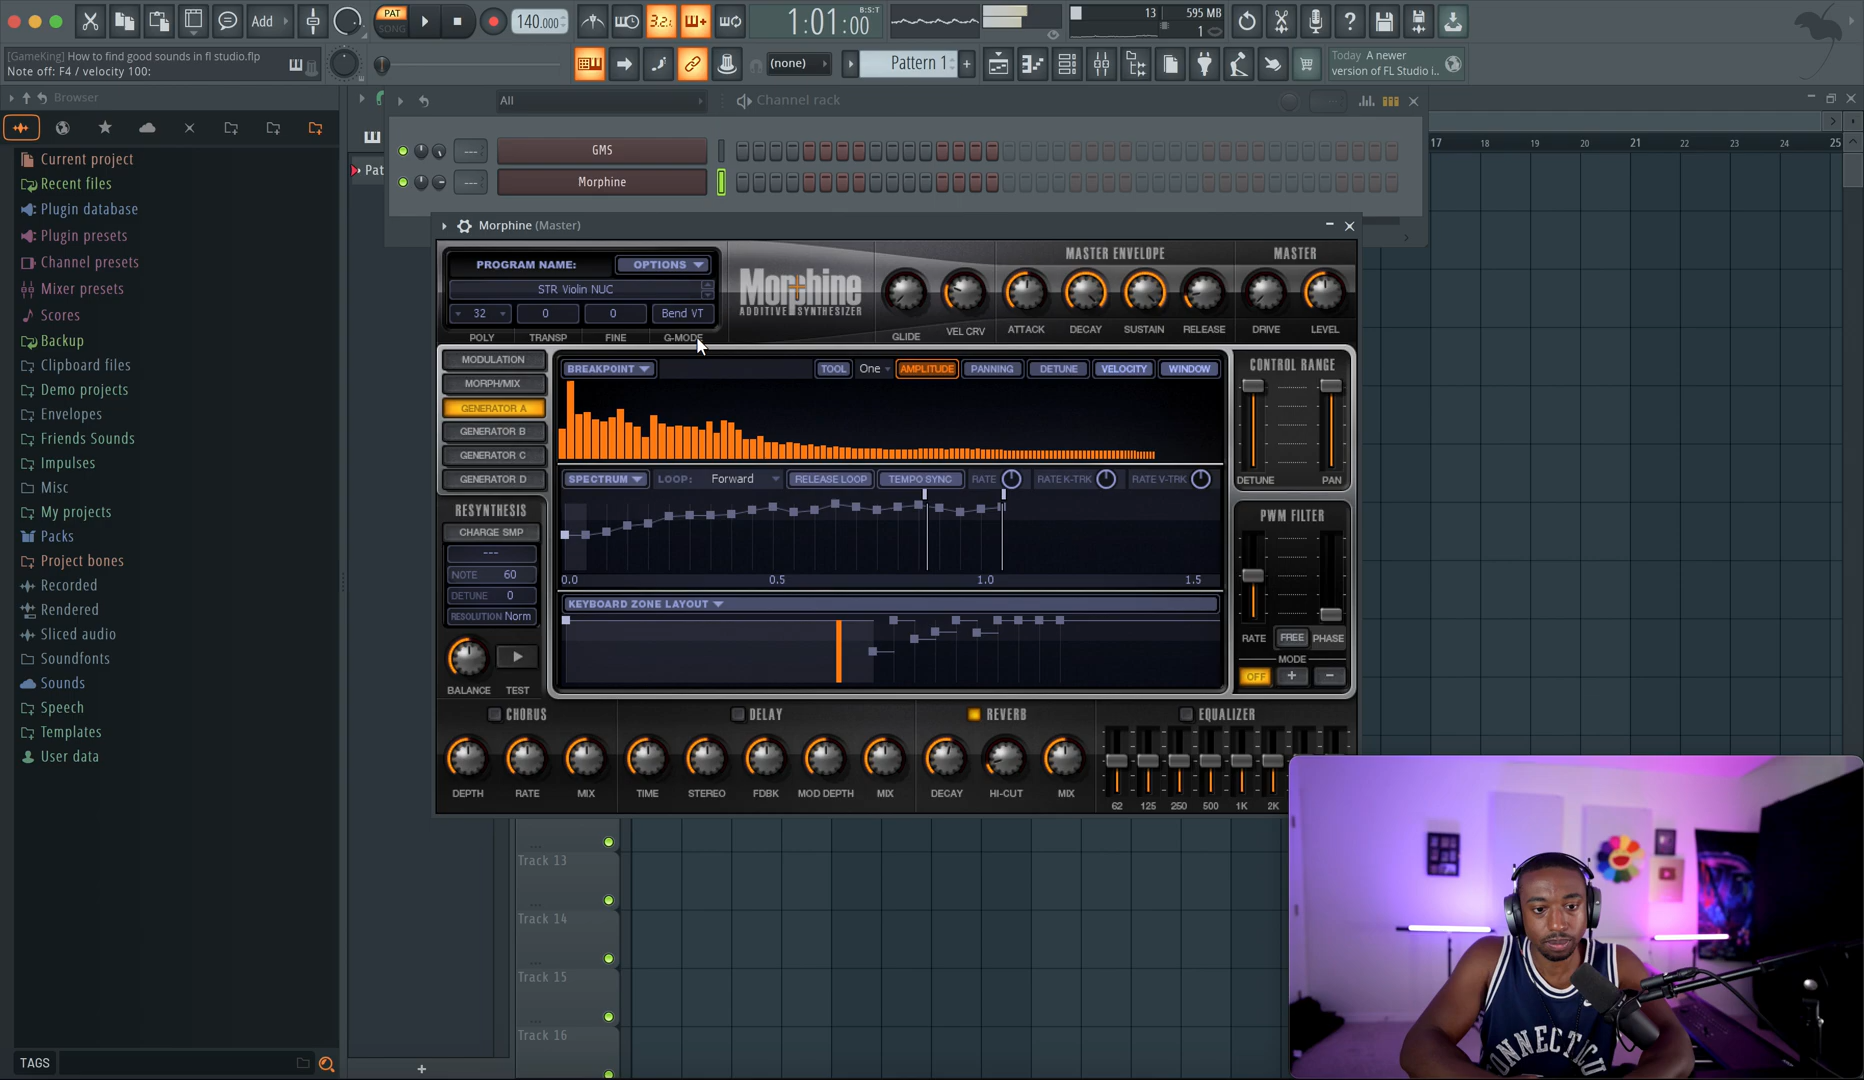 Add
PAT
SONG
140.000
3.2:
1:01:00
B:S:T
13
595 MB
1
[GameKing] How to find good sounds in fl studio.flp
Note off: F4 / velocity 100:
(none)
Pattern 1
+
Today A newer
version of FL Studio i..
Browser
All
Channel rack
GMS
Morphine
Pat
17 18 19 20 21 22 23 24 25
Current project
Recent files
Plugin database
Plugin presets
Channel presets
Mixer presets
Scores
Backup
Clipboard files
Demo projects
Envelopes
Friends Sounds
Impulses
Misc
My projects
Packs
Project bones
Recorded
Rendered
Sliced audio
Soundfonts
Sounds
Speech
Templates
User data
TAGS
Morphine (Master)
PROGRAM NAME: OPTIONS
STR Violin NUC
32 0 0 Bend VT
POLY TRANSP FINE G-MODE
Morphine
ADDITIVE SYNTHESIZER
GLIDE VEL CRV
MASTER ENVELOPE
ATTACK DECAY SUSTAIN RELEASE
MASTER
DRIVE LEVEL
MODULATION
MORPH/MIX
GENERATOR A
GENERATOR B
GENERATOR C
GENERATOR D
RESYNTHESIS
CHARGE SMP
---
NOTE 60
DETUNE 0
RESOLUTION Norm
BALANCE TEST
BREAKPOINT TOOL One AMPLITUDE PANNING DETUNE VELOCITY WINDOW
SPECTRUM LOOP: Forward RELEASE LOOP TEMPO SYNC RATE RATE K-TRK RATE V-TRK
0.0 0.5 1.0 1.5
KEYBOARD ZONE LAYOUT
CONTROL RANGE
DETUNE PAN
PWM FILTER
RATE FREE PHASE
MODE
OFF + −
CHORUS
DEPTH RATE MIX
DELAY
TIME STEREO FDBK MOD DEPTH MIX
REVERB
DECAY HI-CUT MIX
EQUALIZER
62 125 250 500 1K 2K
Track 13
Track 14
Track 15
Track 16
CONNECTICU